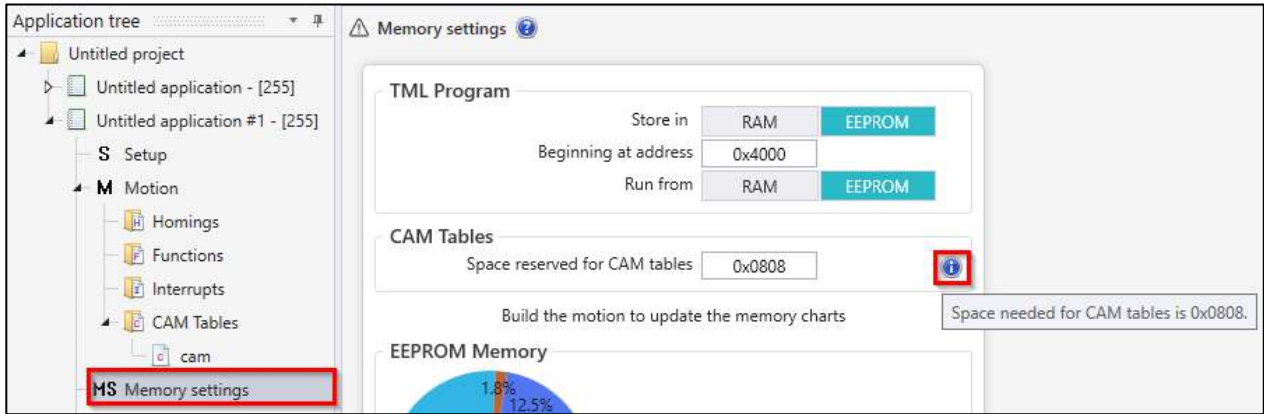 Application tree
Untitled project
Untitled application - [255]
Untitled application #1 - [255]
S Setup
M Motion
H Homings
F Functions
I Interrupts
C CAM Tables
c cam
MS Memory settings
Memory settings ?
TML Program
Store in RAM EEPROM
Beginning at address 0x4000
Run from RAM EEPROM
CAM Tables
Space reserved for CAM tables 0x0808 i
Space needed for CAM tables is 0x0808.
Build the motion to update the memory charts
EEPROM Memory
1.8%
12.5%